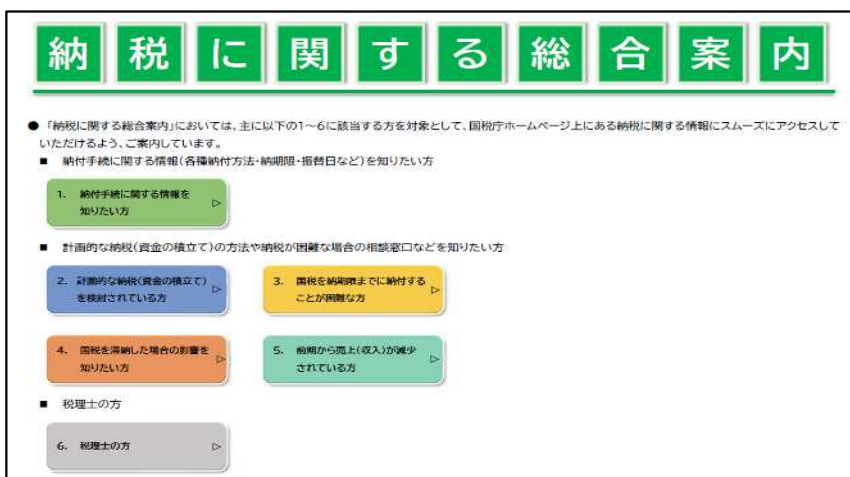 納税に関する総合案内
● 「納税に関する総合案内」においては、主に以下の1～6に該当する方を対象として、国税庁ホームページ上にある納税に関する情報にスムーズにアクセスして
いただけるよう、ご案内しています。
■ 納付手続に関する情報(各種納付方法・納期限・振替日など)を知りたい方
1. 納付手続に関する情報を
知りたい方
■ 計画的な納税(資金の積立て)の方法や納税が困難な場合の相談窓口などを知りたい方
2. 計画的な納税(資金の積立て)
を検討されている方
3. 国税を納期限までに納付する
ことが困難な方
4. 国税を滞納した場合の影響を
知りたい方
5. 前期から売上(収入)が減少
されている方
■ 税理士の方
6. 税理士の方